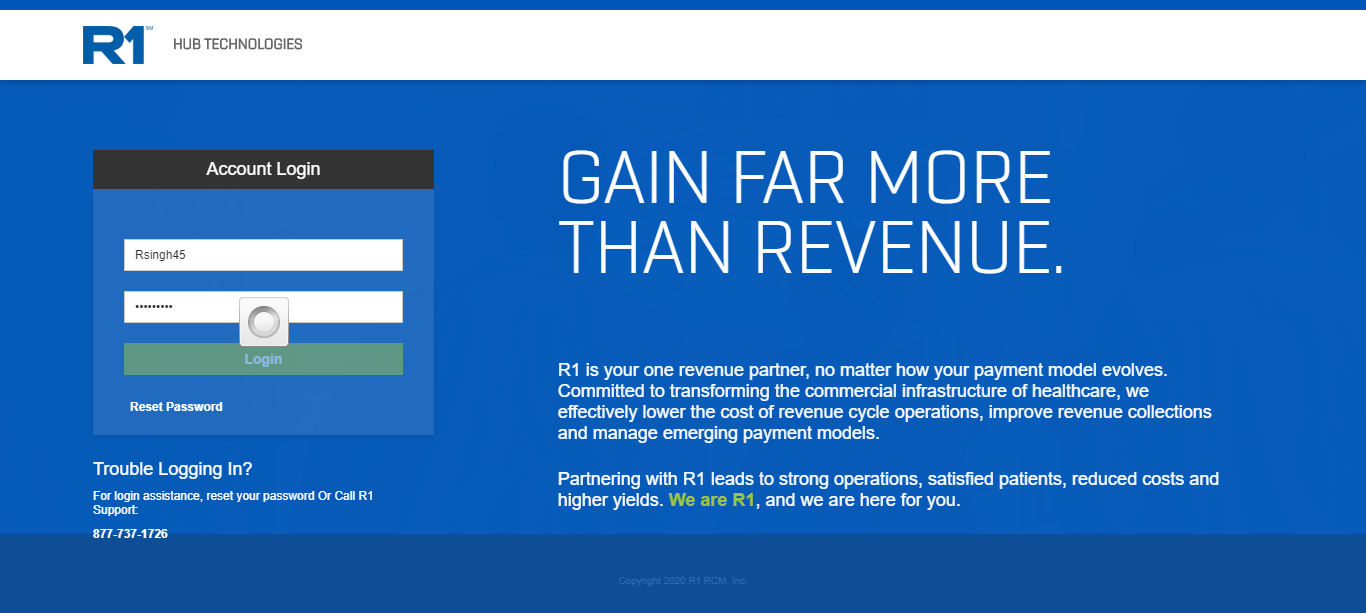 R1 SM
HUB TECHNOLOGIES
Account Login
Rsingh45
•••••••••
Login
Reset Password
Trouble Logging In?
For login assistance, reset your password Or Call R1
Support:
877-737-1726
GAIN FAR MORE
THAN REVENUE.
R1 is your one revenue partner, no matter how your payment model evolves.
Committed to transforming the commercial infrastructure of healthcare, we
effectively lower the cost of revenue cycle operations, improve revenue collections
and manage emerging payment models.
Partnering with R1 leads to strong operations, satisfied patients, reduced costs and
higher yields. We are R1, and we are here for you.
Copyright 2020 R1 RCM, Inc.